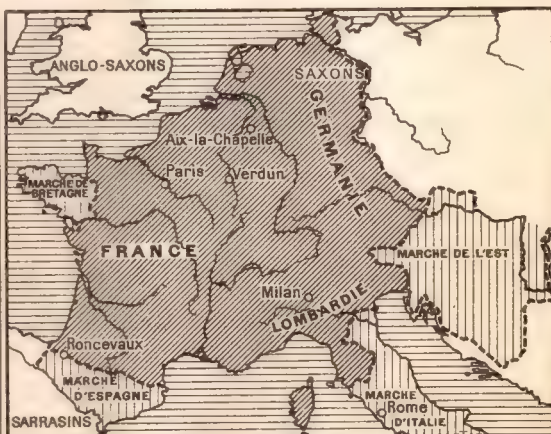 ANGLO-SAXONS
SAXONS
GERMANIE
Aix-la-Chapelle
Paris
Verdun
MARCHE DE
BRETAGNE
FRANCE
MARCHE DE L'EST
Milan
LOMBARDIE
Roncevaux
MARCHE
D'ESPAGNE
SARRASINS
MARCHE
Rome
D'ITALIE